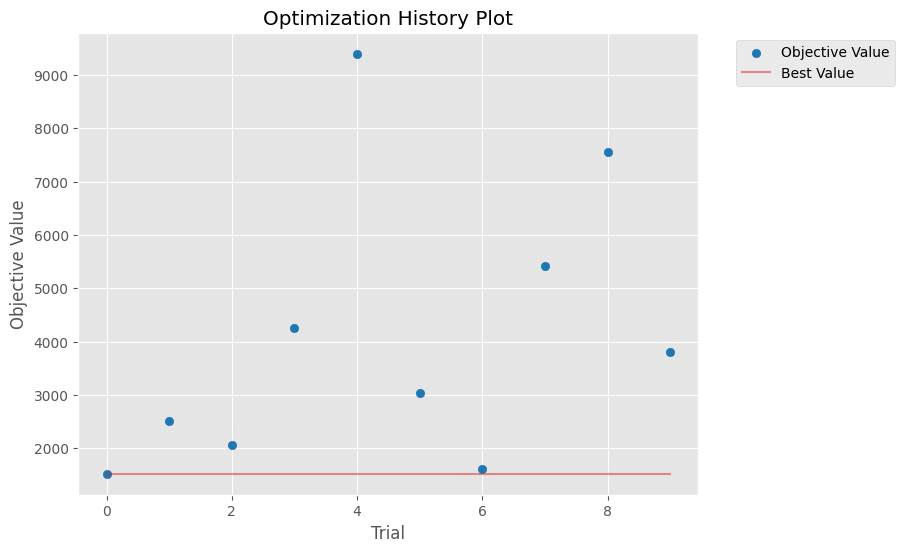 Optimization History Plot
Objective Value
Best Value
9000
8000
7000
6000
5000
4000
3000
2000
Objective Value
0 2 4 6 8
Trial